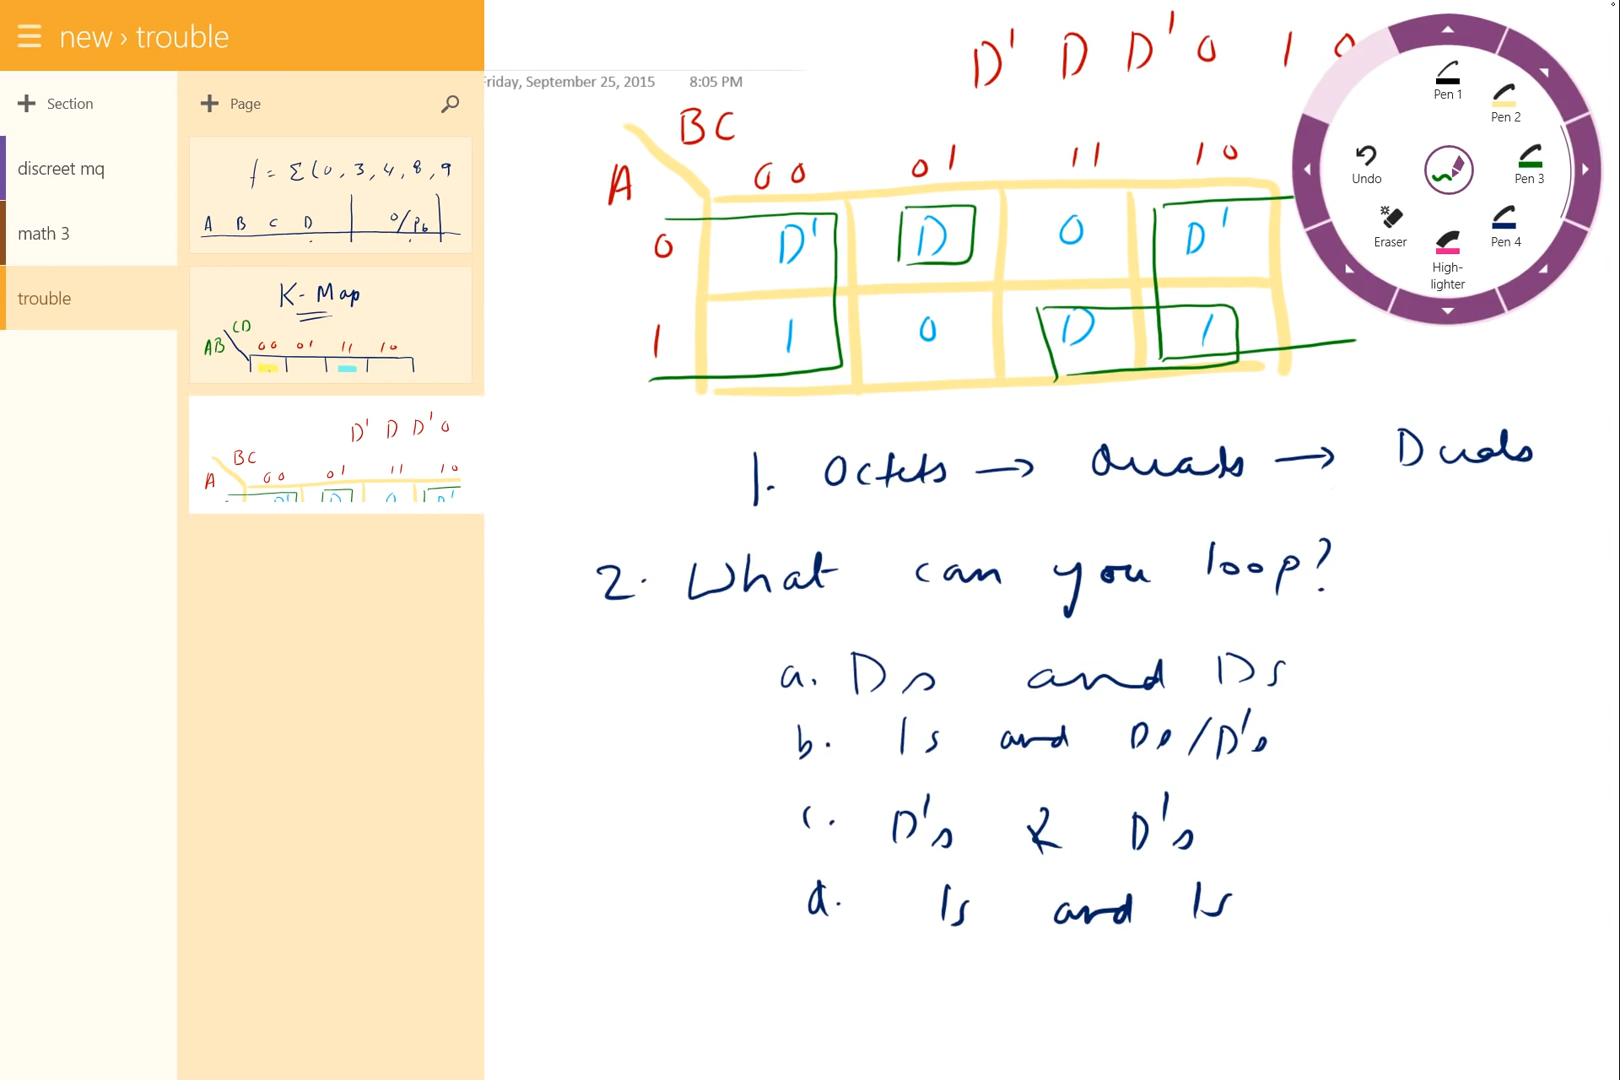 new › trouble
+ Section
+ Page
discreet mq
math 3
trouble
f = Σ(0, 3, 4, 8, 9
A B C D O/P
K-Map
CD
AB 00 01 11 10
D' D D' 0
BC
A 00 01 11 10
D' D 0 D'
riday, September 25, 2015 8:05 PM
D' D D' 0 1 0
BC
A 00 01 11 10
0 D' D 0 D'
1 1 0 D 1
1. Octets → Quads → Duals
2. What can you loop?
a. Ds and Ds
b. 1s and Ds/D's
c. D's & D's
d. 1s and 1s
Pen 1
Pen 2
Undo
Pen 3
Eraser
Pen 4
High-
lighter